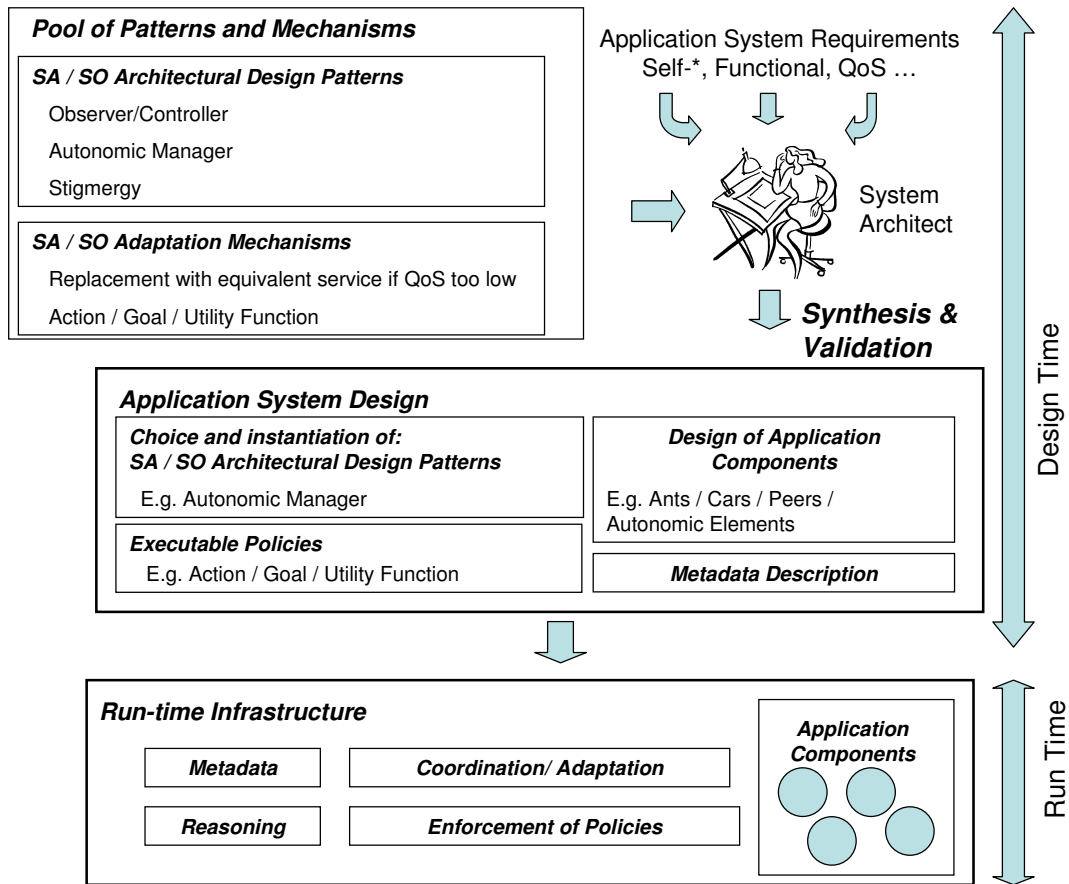 Pool of Patterns and Mechanisms
SA / SO Architectural Design Patterns
Observer/Controller
Autonomic Manager
Stigmergy
SA / SO Adaptation Mechanisms
Replacement with equivalent service if QoS too low
Action / Goal / Utility Function
Application System Requirements
Self-*, Functional, QoS ...
System
Architect
Synthesis &
Validation
Design Time
Application System Design
Choice and instantiation of:
SA / SO Architectural Design Patterns
E.g. Autonomic Manager
Executable Policies
E.g. Action / Goal / Utility Function
Design of Application
Components
E.g. Ants / Cars / Peers /
Autonomic Elements
Metadata Description
Run-time Infrastructure
Metadata
Coordination/ Adaptation
Reasoning
Enforcement of Policies
Application
Components
Run Time